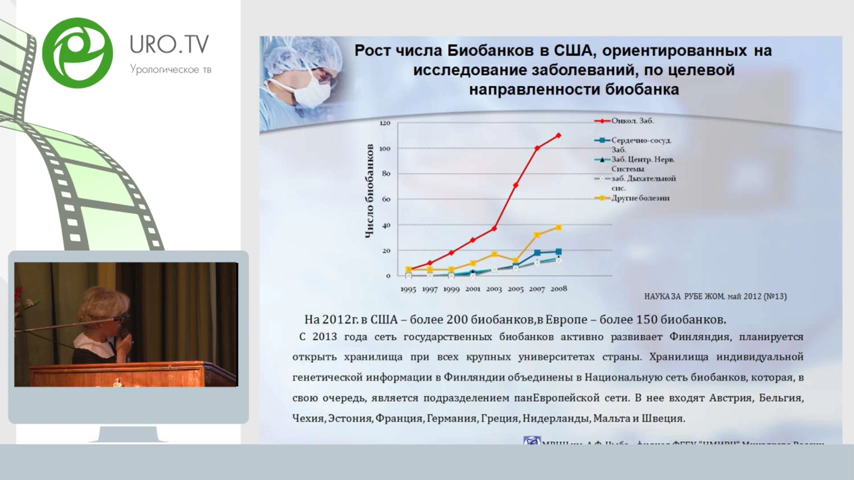 URO.TV
Урологическое тв
Рост числа Биобанков в США, ориентированных на
исследование заболеваний, по целевой
направленности биобанка
Число биобанков
120
100
80
60
40
20
0
1995 1997 1999 2001 2003 2005 2007 2008
Онкол. Заб.
Сердечно-сосуд.
Заб.
Заб. Центр. Нерв.
Системы
заб. Дыхательной
сис.
Другие болезни
НАУКА ЗА РУБЕЖОМ, май 2012 (№13)
На 2012г. в США – более 200 биобанков,в Европе – более 150 биобанков.
С 2013 года сеть государственных биобанков активно развивает Финляндия, планируется
открыть хранилища при всех крупных университетах страны. Хранилища индивидуальной
генетической информации в Финляндии объединены в Национальную сеть биобанков, которая, в
свою очередь, является подразделением панЕвропейской сети. В нее входят Австрия, Бельгия,
Чехия, Эстония, Франция, Германия, Греция, Нидерланды, Мальта и Швеция.